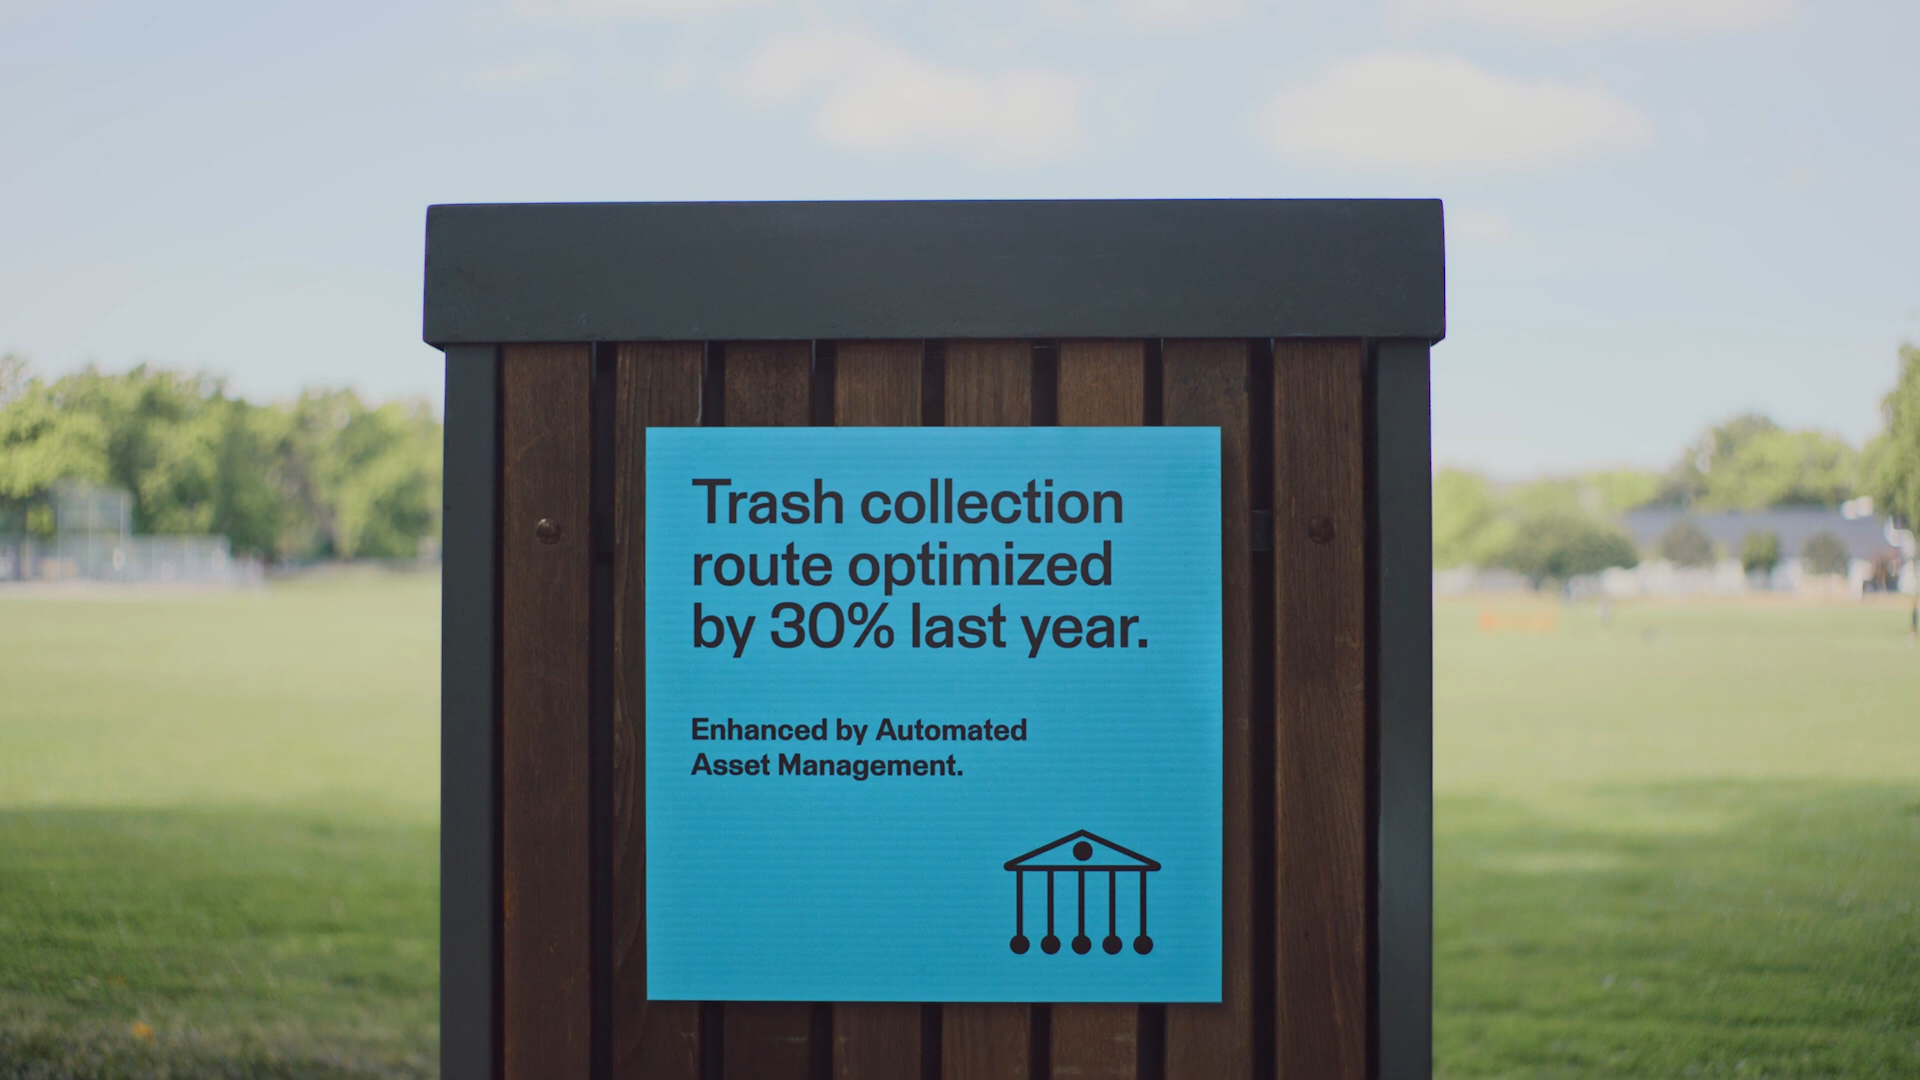 Trash collection
route optimized
by 30% last year.
Enhanced by Automated
Asset Management.